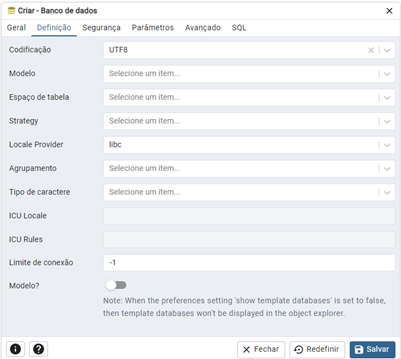 Criar - Banco de dados
Geral Definição Segurança Parâmetros Avançado SQL
Codificação UTF8
Modelo Selecione um item...
Espaço de tabela Selecione um item...
Strategy Selecione um item...
Locale Provider libc
Agrupamento Selecione um item...
Tipo de caractere Selecione um item...
ICU Locale
ICU Rules
Limite de conexão -1
Modelo?
Note: When the preferences setting 'show template databases' is set to false,
then template databases won't be displayed in the object explorer.
Fechar Redefinir Salvar